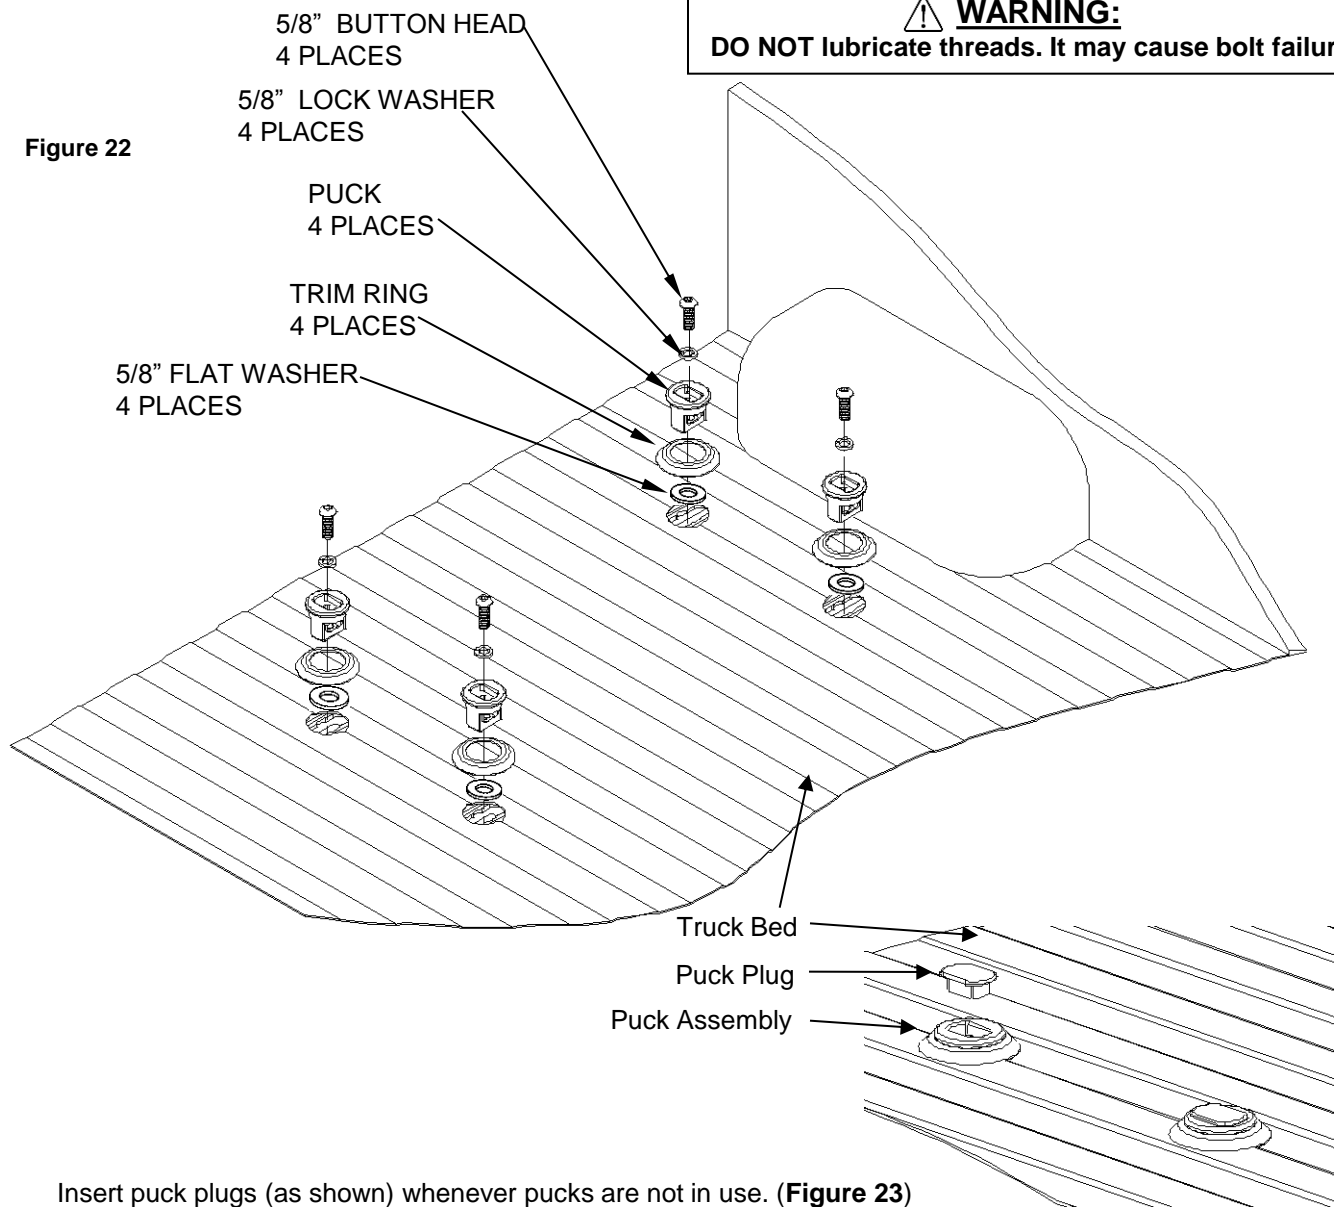 5/8” BUTTON HEAD
4 PLACES
⚠ WARNING:
DO NOT lubricate threads. It may cause bolt failur
5/8” LOCK WASHER
4 PLACES
Figure 22
PUCK
4 PLACES
TRIM RING
4 PLACES
5/8” FLAT WASHER
4 PLACES
Truck Bed
Puck Plug
Puck Assembly
Insert puck plugs (as shown) whenever pucks are not in use. (Figure 23)